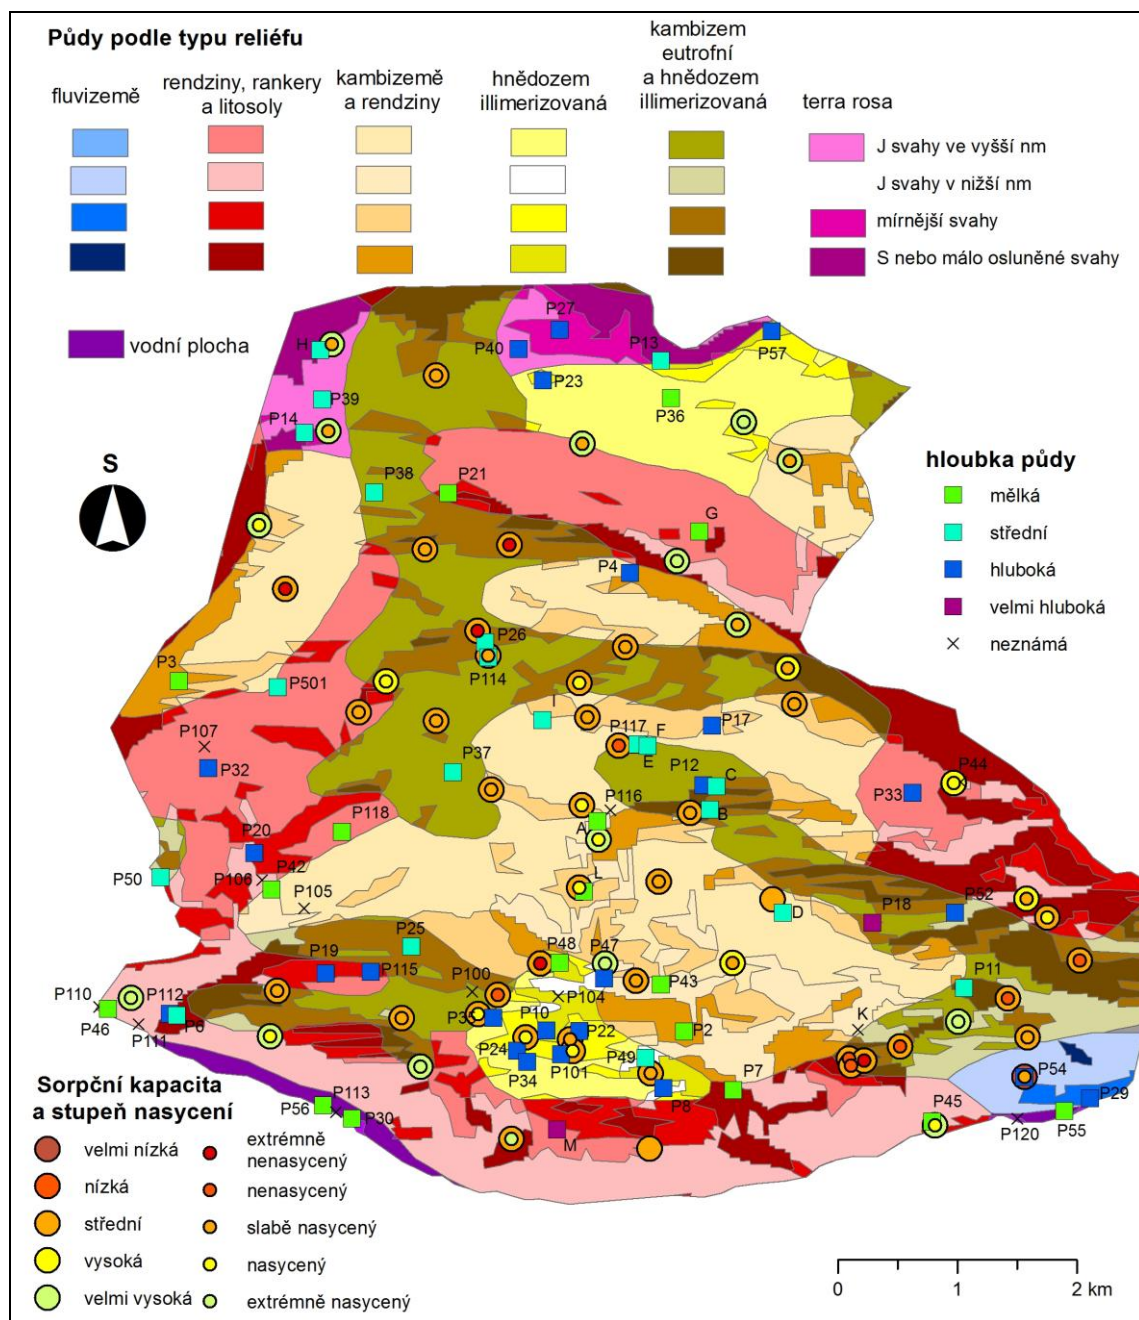 Půdy podle typu reliéfu
fluvizemě
rendziny, rankery
a litosoly
kambizemě
a rendziny
hnědozem
illimerizovaná
kambizem
eutrofní
a hnědozem
illimerizovaná
terra rosa
J svahy ve vyšší nm
J svahy v nižší nm
mírnější svahy
S nebo málo osluněné svahy
vodní plocha
P27
H
P40
P13
P57
P23
P39
P36
P14
S
P38
P21
G
P4
hloubka půdy
mělká
střední
hluboká
velmi hluboká
neznámá
P26
P114
P3
P501
I
P117
F
E
P17
P107
P32
P37
P12
C
B
P44
P33
P116
A
P118
P20
P42
P106
P50
P105
L
D
P18
P52
P25
P19
P115
P48
P47
P43
P11
P100
P104
P110
P46
P112
P6
P111
P35
P10
P22
P2
K
P24
P34
P101
P49
P8
P7
P54
P29
P45
P120
P55
P113
P56
P30
M
Sorpční kapacita
a stupeň nasycení
velmi nízká
nízká
střední
vysoká
velmi vysoká
extrémně
nenasycený
nenasycený
slabě nasycený
nasycený
extrémně nasycený
0 1 2 km